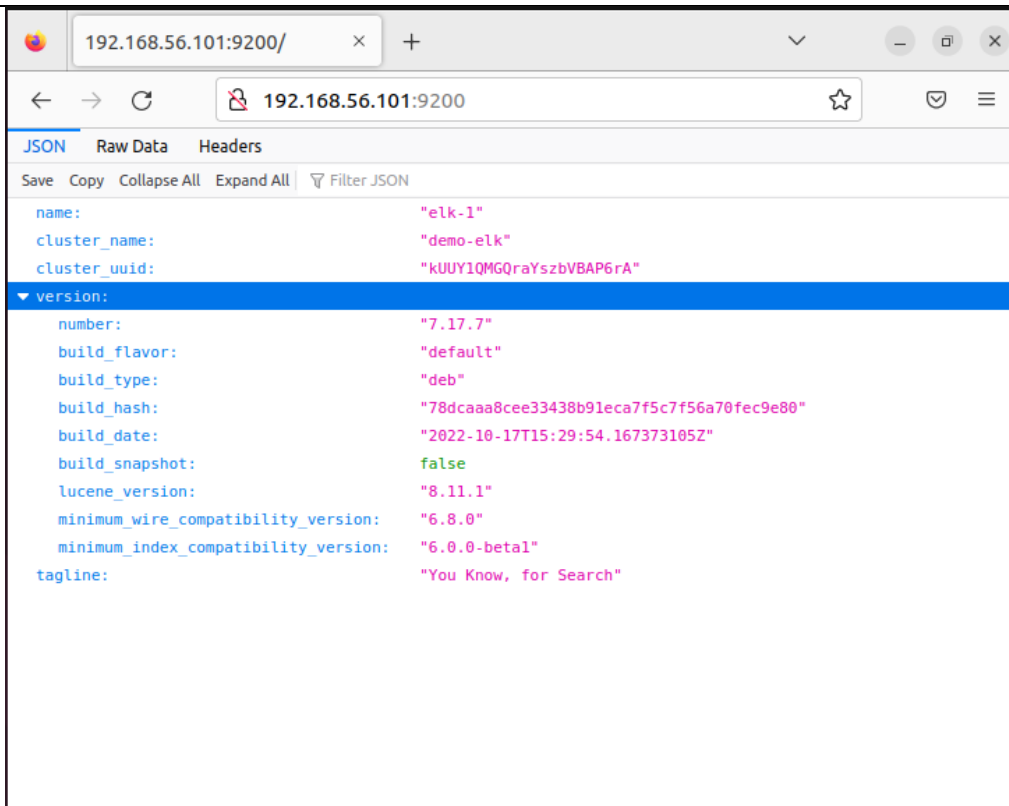 192.168.56.101:9200/
192.168.56.101:9200
JSON Raw Data Headers
Save Copy Collapse All Expand All Filter JSON
name: "elk-1"
cluster_name: "demo-elk"
cluster_uuid: "kUUY1QMGQraYszbVBAP6rA"
version:
number: "7.17.7"
build_flavor: "default"
build_type: "deb"
build_hash: "78dcaaa8cee33438b91eca7f5c7f56a70fec9e80"
build_date: "2022-10-17T15:29:54.167373105Z"
build_snapshot: false
lucene_version: "8.11.1"
minimum_wire_compatibility_version: "6.8.0"
minimum_index_compatibility_version: "6.0.0-beta1"
tagline: "You Know, for Search"